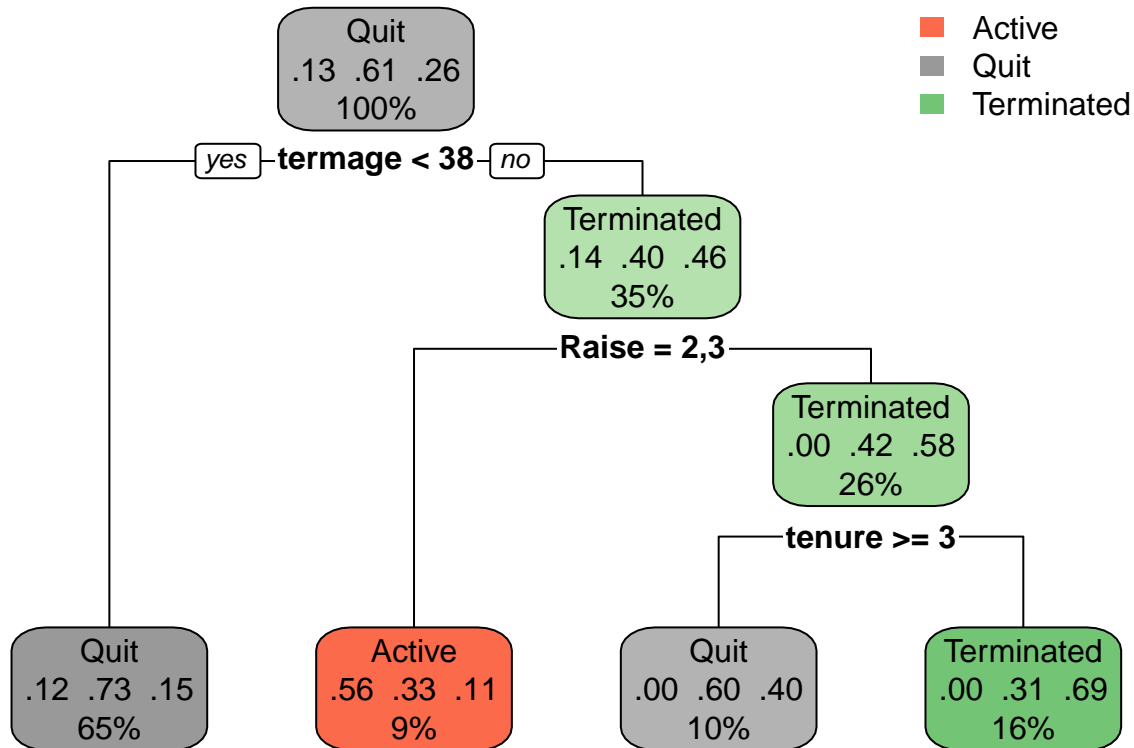 Quit
.13 .61 .26
100%
Active
Quit
Terminated
yes termage < 38 no
Terminated
.14 .40 .46
35%
Raise = 2,3
Terminated
.00 .42 .58
26%
tenure >= 3
Quit
.12 .73 .15
65%
Active
.56 .33 .11
9%
Quit
.00 .60 .40
10%
Terminated
.00 .31 .69
16%